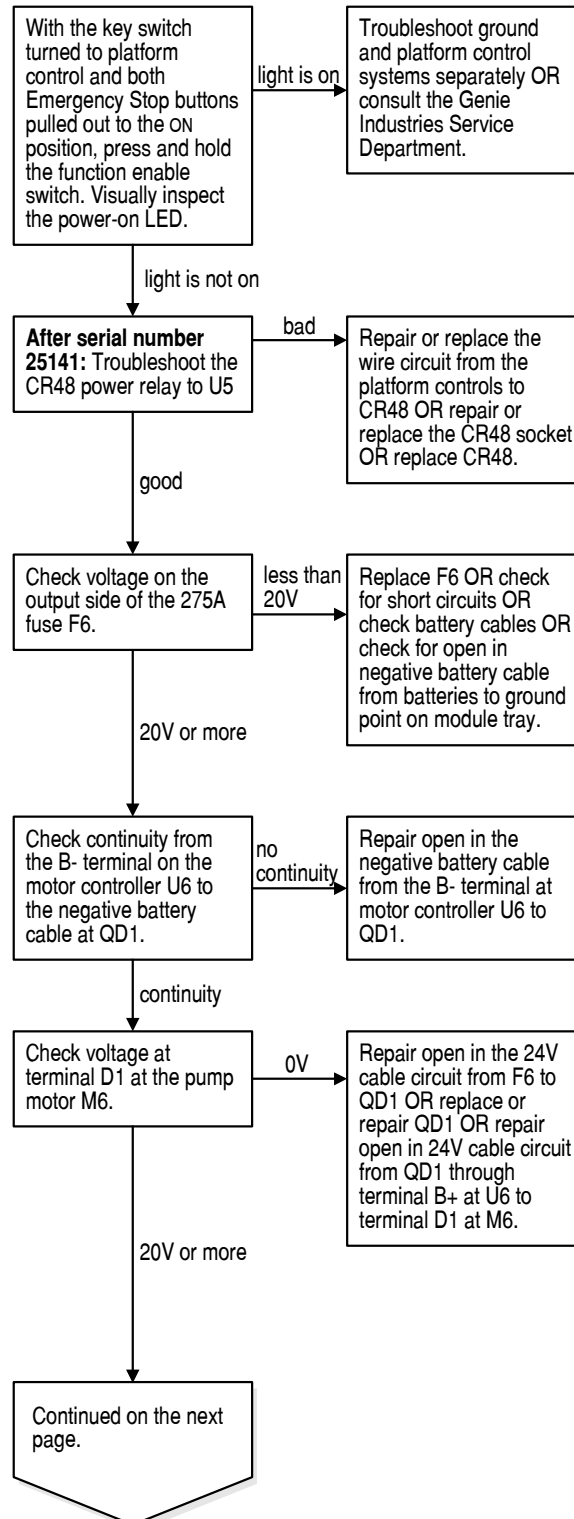 With the key switch
turned to platform
control and both
Emergency Stop buttons
pulled out to the ON
position, press and hold
the function enable
switch. Visually inspect
the power-on LED.
light is on
Troubleshoot ground
and platform control
systems separately OR
consult the Genie
Industries Service
Department.
light is not on
After serial number
25141: Troubleshoot the
CR48 power relay to U5
bad
Repair or replace the
wire circuit from the
platform controls to
CR48 OR repair or
replace the CR48 socket
OR replace CR48.
good
Check voltage on the
output side of the 275A
fuse F6.
less than
20V
Replace F6 OR check
for short circuits OR
check battery cables OR
check for open in
negative battery cable
from batteries to ground
point on module tray.
20V or more
Check continuity from
the B- terminal on the
motor controller U6 to
the negative battery
cable at QD1.
no
continuity
Repair open in the
negative battery cable
from the B- terminal at
motor controller U6 to
QD1.
continuity
Check voltage at
terminal D1 at the pump
motor M6.
0V
Repair open in the 24V
cable circuit from F6 to
QD1 OR replace or
repair QD1 OR repair
open in 24V cable circuit
from QD1 through
terminal B+ at U6 to
terminal D1 at M6.
20V or more
Continued on the next
page.